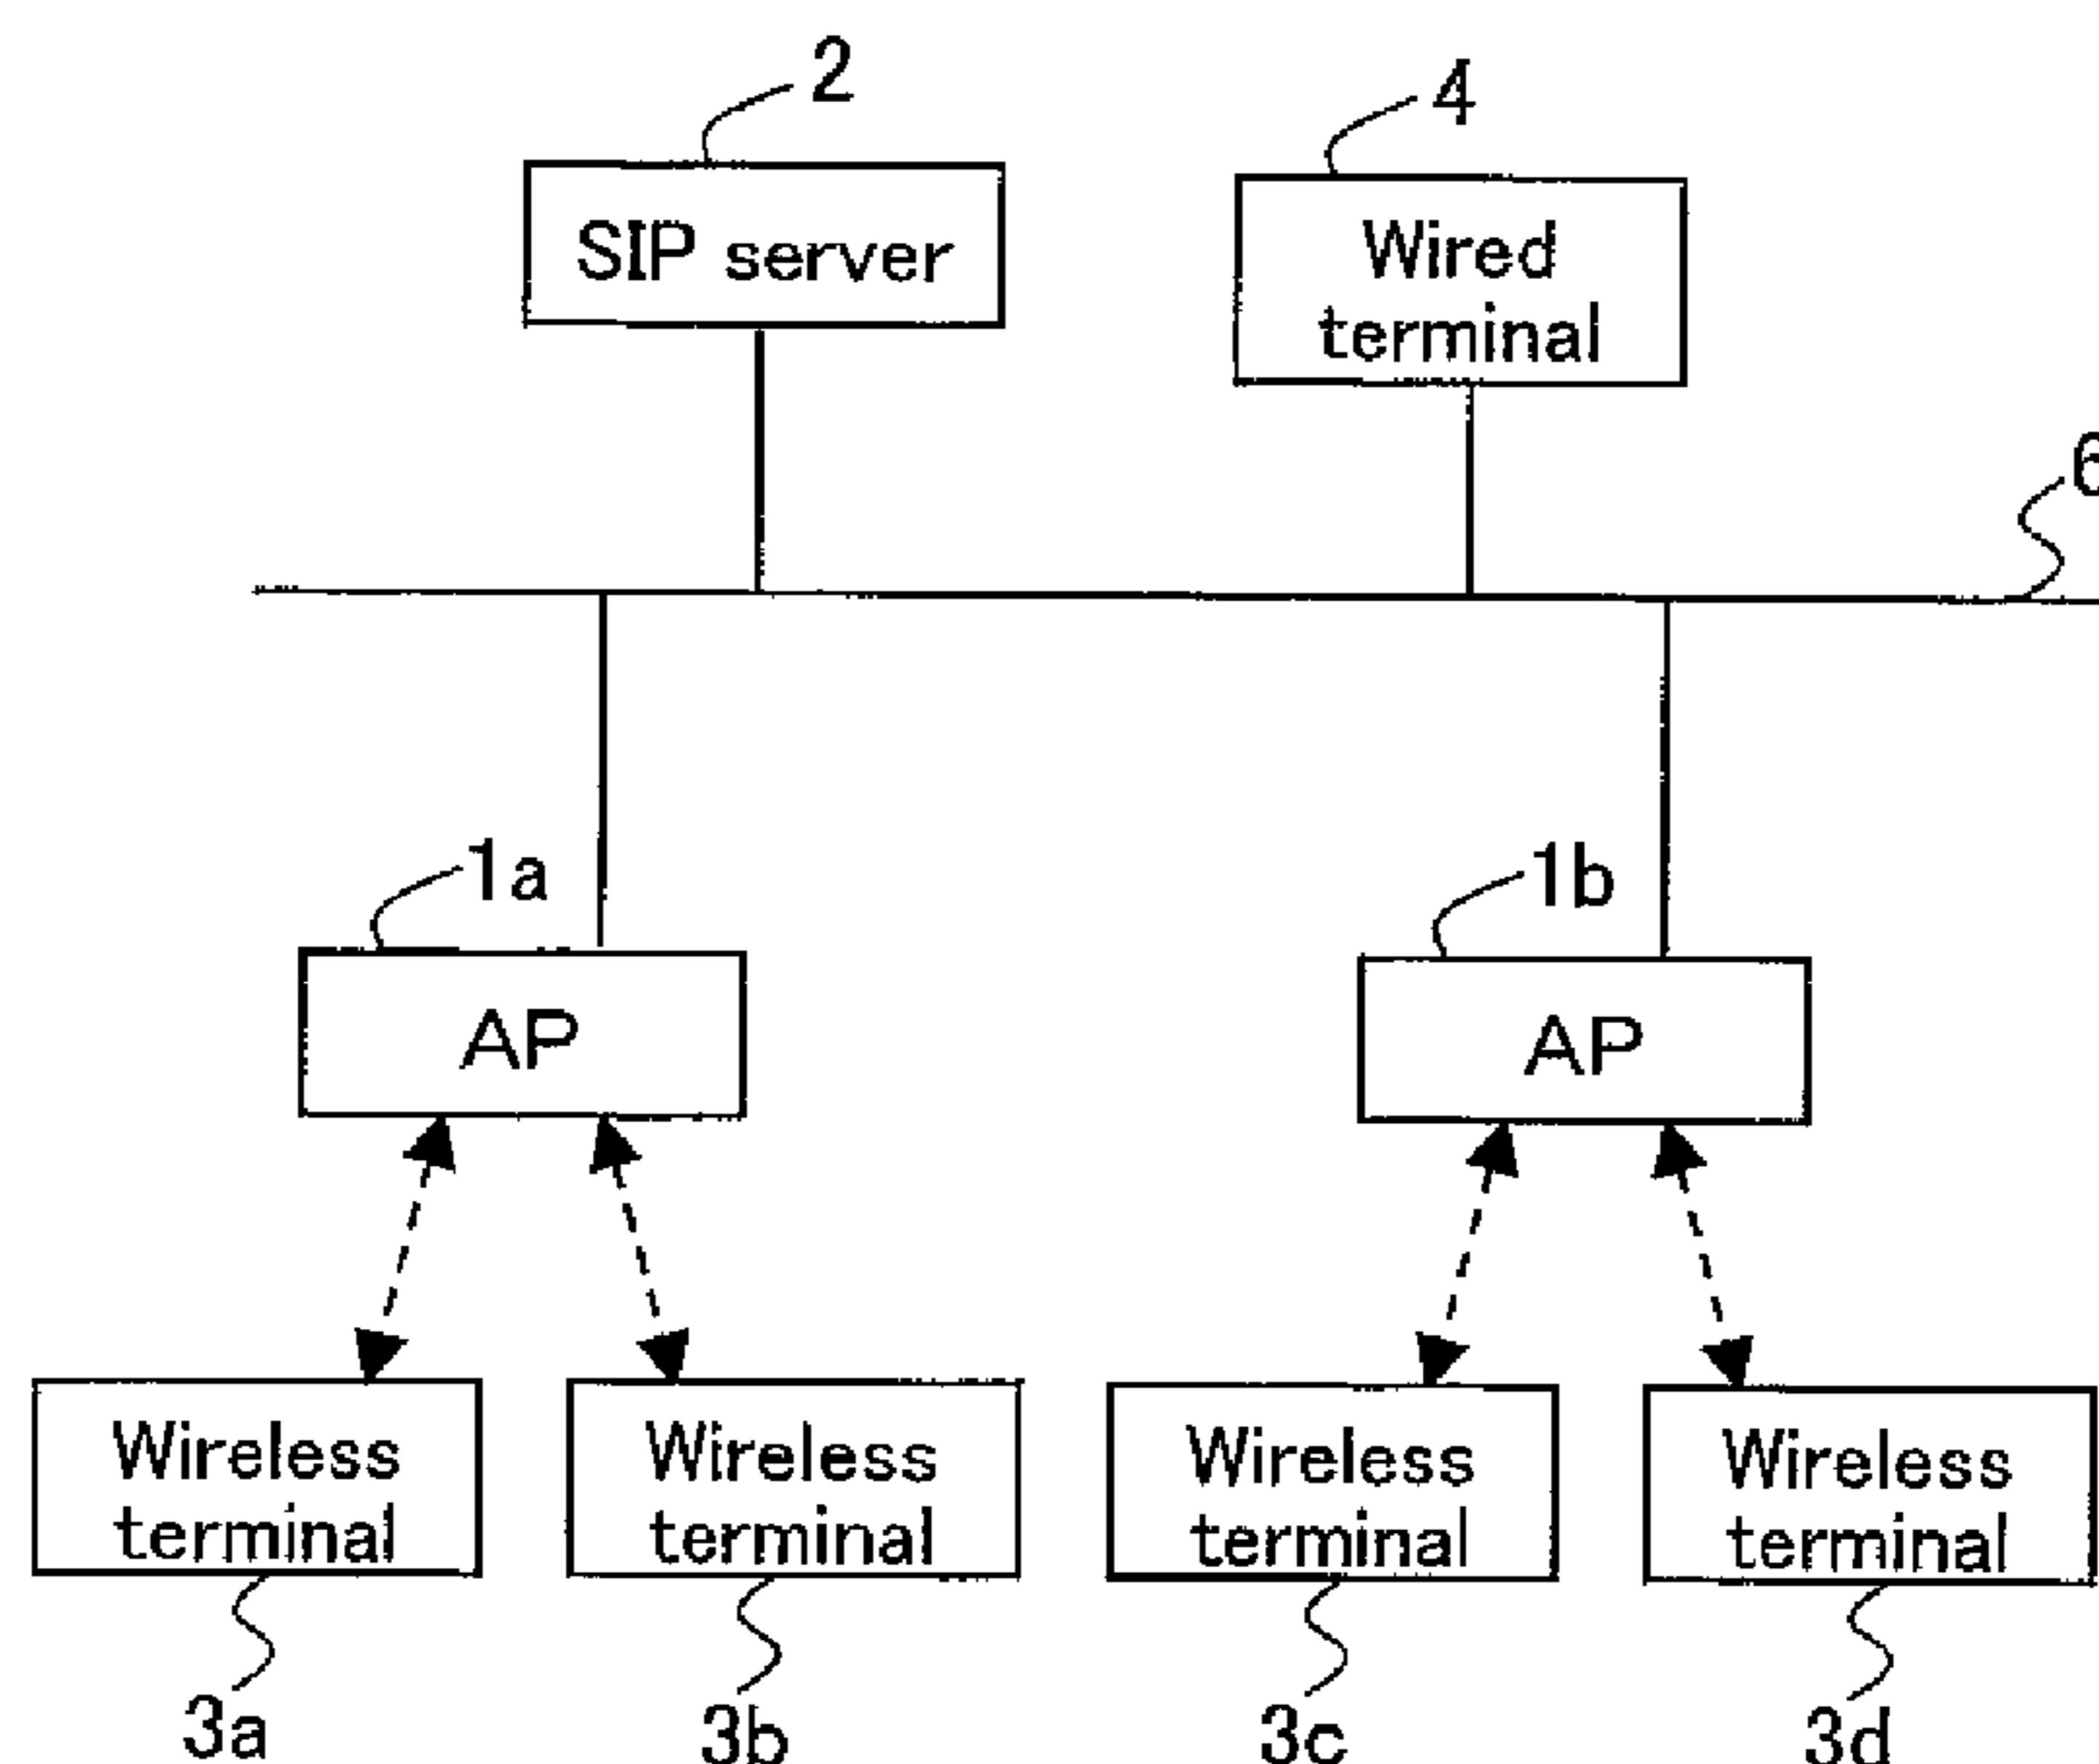 2
4
SIP server
Wired
terminal
6
1a
1b
AP
AP
Wireless
terminal
Wireless
terminal
Wireless
terminal
Wireless
terminal
3a
3b
3c
3d